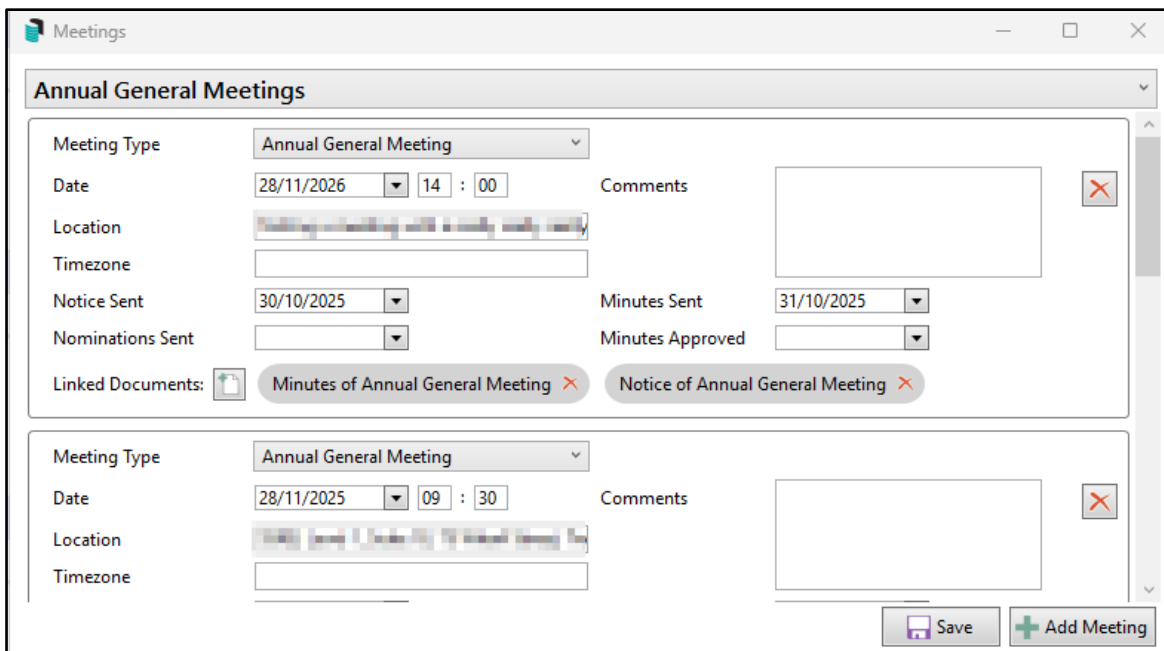 Meetings
Annual General Meetings
Meeting Type Annual General Meeting
Date 28/11/2026 14 : 00 Comments
Location
Timezone
Notice Sent 30/10/2025 Minutes Sent 31/10/2025
Nominations Sent Minutes Approved
Linked Documents: Minutes of Annual General Meeting Notice of Annual General Meeting
Meeting Type Annual General Meeting
Date 28/11/2025 09 : 30 Comments
Location
Timezone
Save Add Meeting